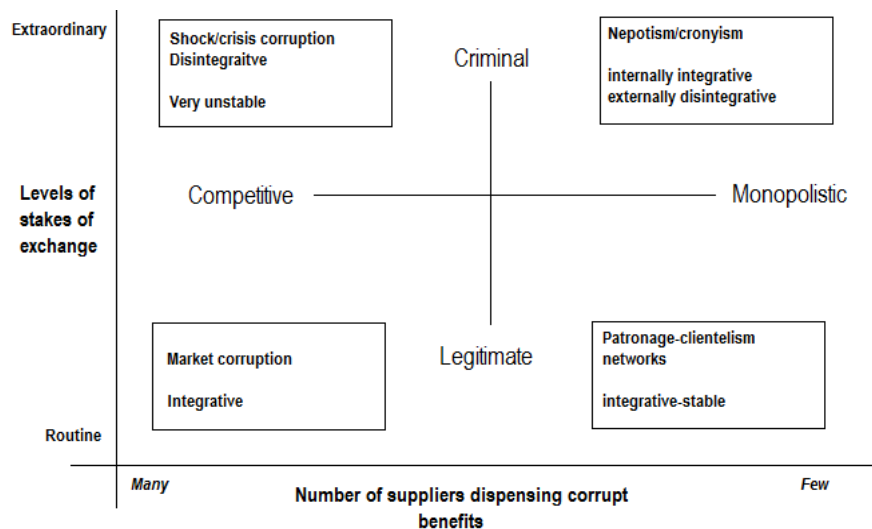 Extraordinary
Shock/crisis corruption
Disintegraitve
Very unstable
Criminal
Nepotism/cronyism
internally integrative
externally disintegrative
Levels of
stakes of
exchange
Competitive
Monopolistic
Market corruption
Integrative
Legitimate
Patronage-clientelism
networks
integrative-stable
Routine
Many
Number of suppliers dispensing corrupt
benefits
Few